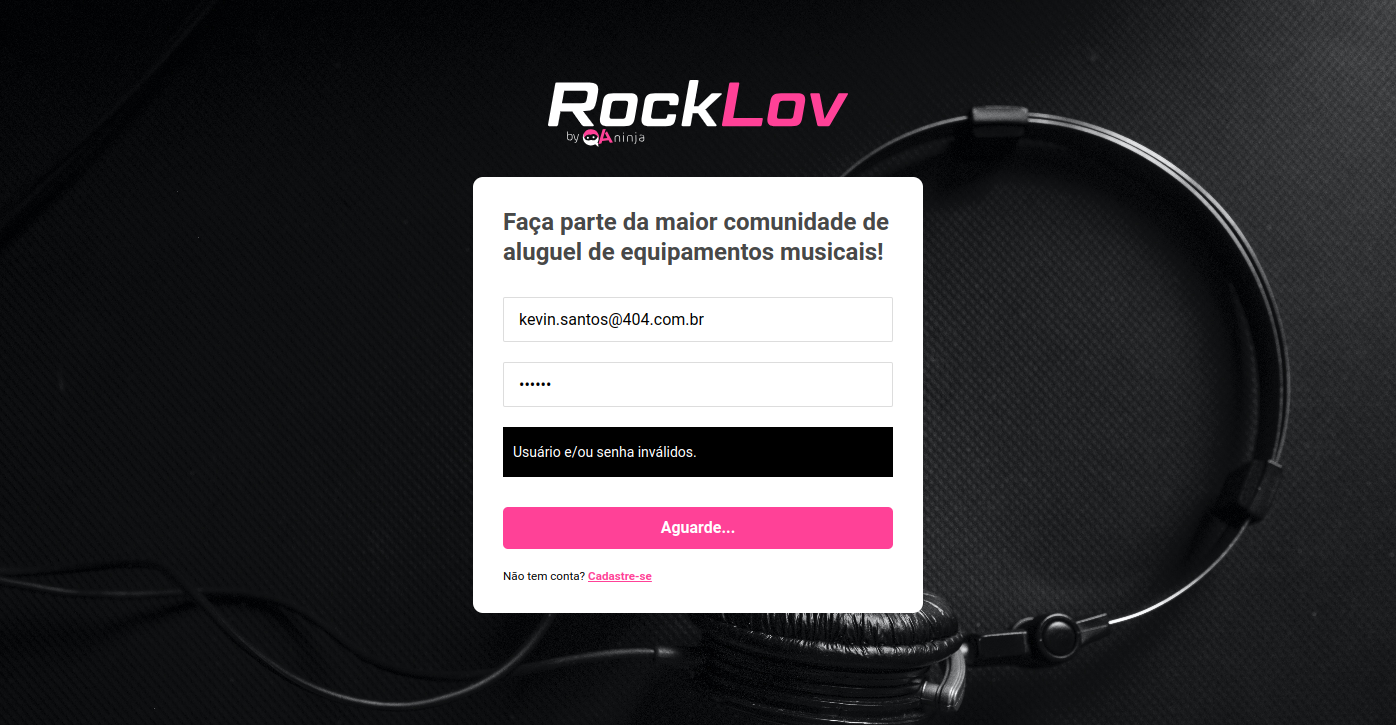 RockLov
by QAninja
Faça parte da maior comunidade de
aluguel de equipamentos musicais!
kevin.santos@404.com.br
••••••
Usuário e/ou senha inválidos.
Aguarde...
Não tem conta? Cadastre-se